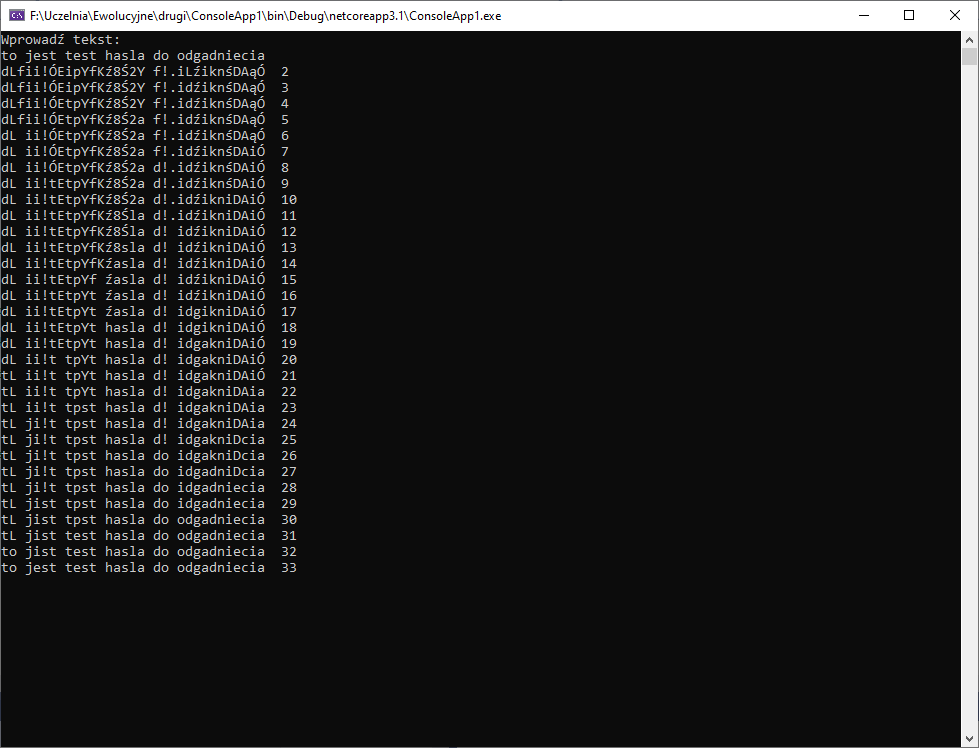 F:\Uczelnia\Ewolucyjne\drugi\ConsoleApp1\bin\Debug\netcoreapp3.1\ConsoleApp1.exe
Wprowadź tekst:
to jest test hasla do odgadniecia
dLfii!ÓEipYfKź8Ś2Y f!.iLźiknśDAąÓ  2
dLfii!ÓEipYfKź8Ś2Y f!.idźiknśDAąÓ  3
dLfii!ÓEtpYfKź8Ś2Y f!.idźiknśDAąÓ  4
dLfii!ÓEtpYfKź8Ś2a f!.idźiknśDAąÓ  5
dL ii!ÓEtpYfKź8Ś2a f!.idźiknśDAąÓ  6
dL ii!ÓEtpYfKź8Ś2a f!.idźiknśDAiÓ  7
dL ii!ÓEtpYfKź8Ś2a d!.idźiknśDAiÓ  8
dL ii!tEtpYfKź8Ś2a d!.idźiknśDAiÓ  9
dL ii!tEtpYfKź8Ś2a d!.idźikniDAiÓ  10
dL ii!tEtpYfKź8Śla d!.idźikniDAiÓ  11
dL ii!tEtpYfKź8Śla d! idźikniDAiÓ  12
dL ii!tEtpYfKź8sla d! idźikniDAiÓ  13
dL ii!tEtpYfKźasla d! idźikniDAiÓ  14
dL ii!tEtpYf źasla d! idźikniDAiÓ  15
dL ii!tEtpYt źasla d! idźikniDAiÓ  16
dL ii!tEtpYt źasla d! idgikniDAiÓ  17
dL ii!tEtpYt hasla d! idgikniDAiÓ  18
dL ii!tEtpYt hasla d! idgakniDAiÓ  19
dL ii!t tpYt hasla d! idgakniDAiÓ  20
tL ii!t tpYt hasla d! idgakniDAiÓ  21
tL ii!t tpYt hasla d! idgakniDAia  22
tL ii!t tpst hasla d! idgakniDAia  23
tL ji!t tpst hasla d! idgakniDAia  24
tL ji!t tpst hasla d! idgakniDcia  25
tL ji!t tpst hasla do idgakniDcia  26
tL ji!t tpst hasla do idgadniDcia  27
tL ji!t tpst hasla do idgadniecia  28
tL jist tpst hasla do idgadniecia  29
tL jist tpst hasla do odgadniecia  30
tL jist test hasla do odgadniecia  31
to jist test hasla do odgadniecia  32
to jest test hasla do odgadniecia  33